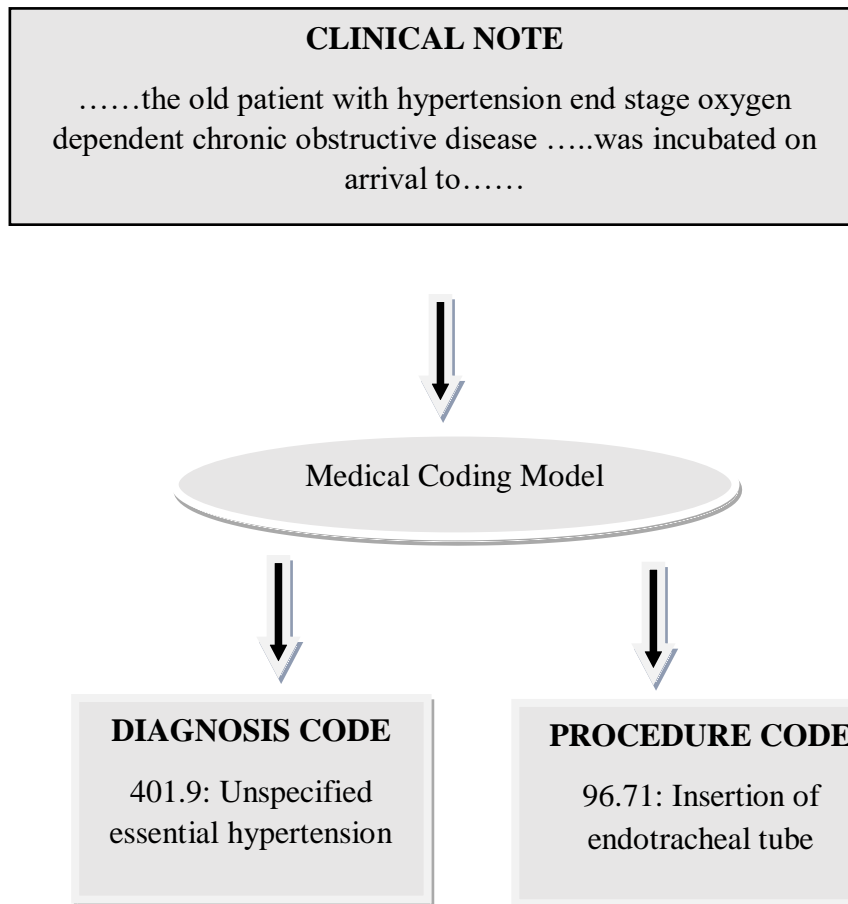 CLINICAL NOTE
……the old patient with hypertension end stage oxygen
dependent chronic obstructive disease …..was incubated on
arrival to……
Medical Coding Model
DIAGNOSIS CODE
401.9: Unspecified
essential hypertension
PROCEDURE CODE
96.71: Insertion of
endotracheal tube